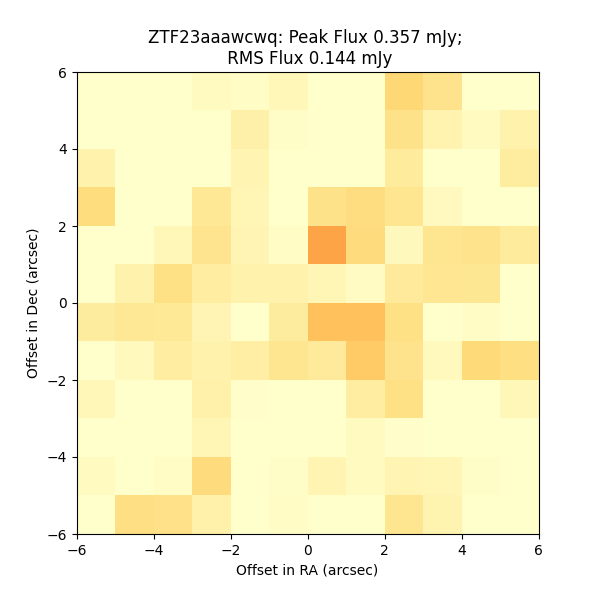 ZTF23aaawcwq: Peak Flux 0.357 mJy;
RMS Flux 0.144 mJy
6
4
2
0
−2
−4
−6
Offset in Dec (arcsec)
−6 −4 −2 0 2 4 6
Offset in RA (arcsec)